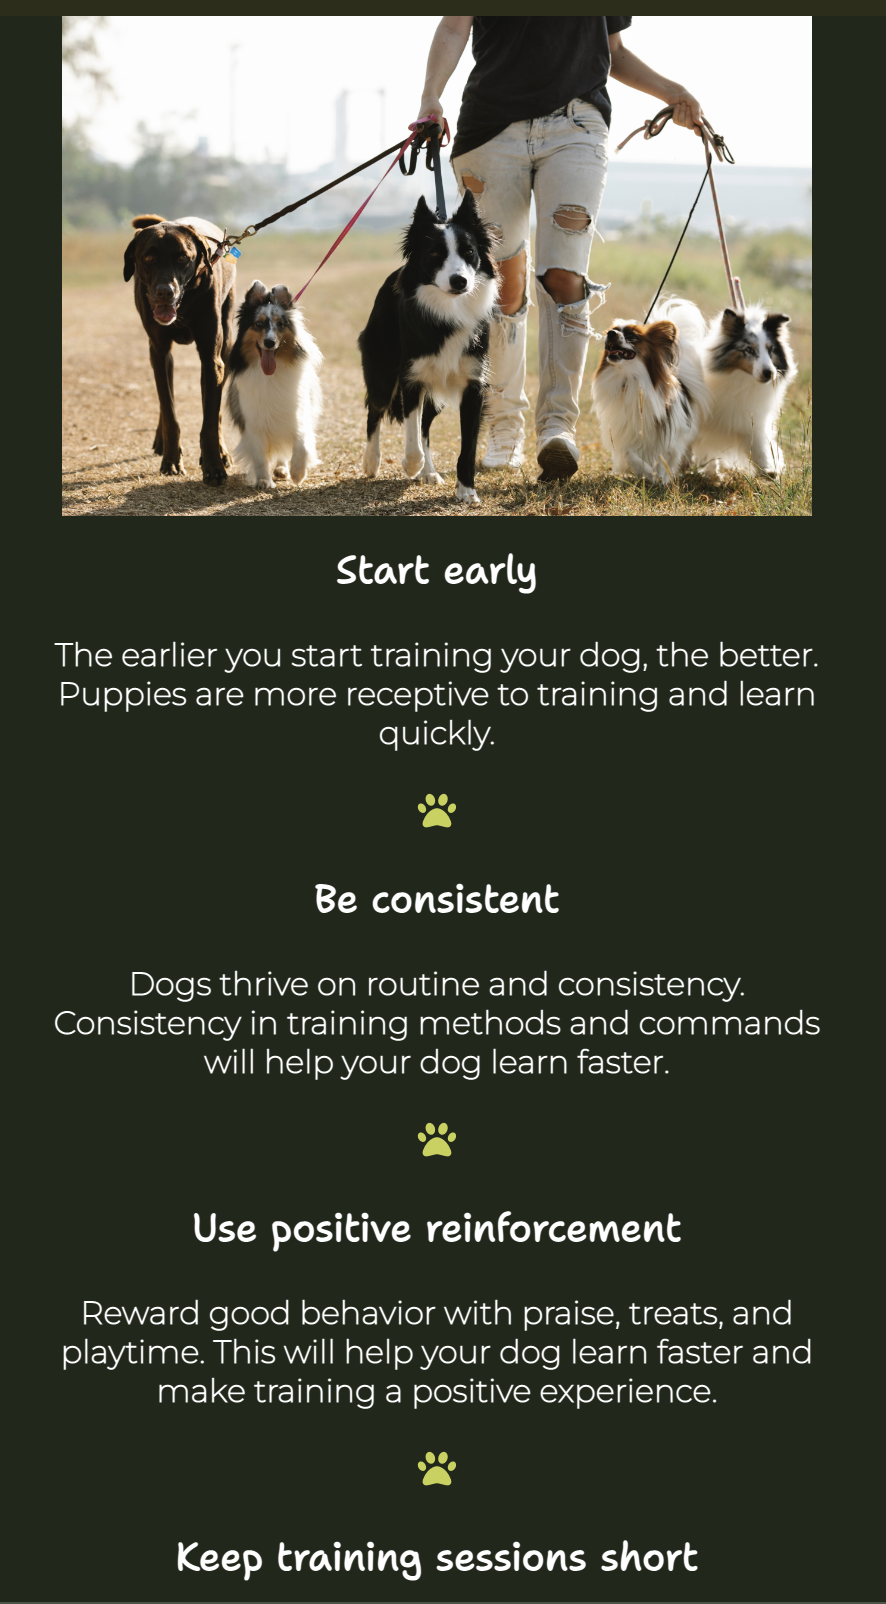 Start early
The earlier you start training your dog, the better.
Puppies are more receptive to training and learn
quickly.
Be consistent
Dogs thrive on routine and consistency.
Consistency in training methods and commands
will help your dog learn faster.
Use positive reinforcement
Reward good behavior with praise, treats, and
playtime. This will help your dog learn faster and
make training a positive experience.
Keep training sessions short